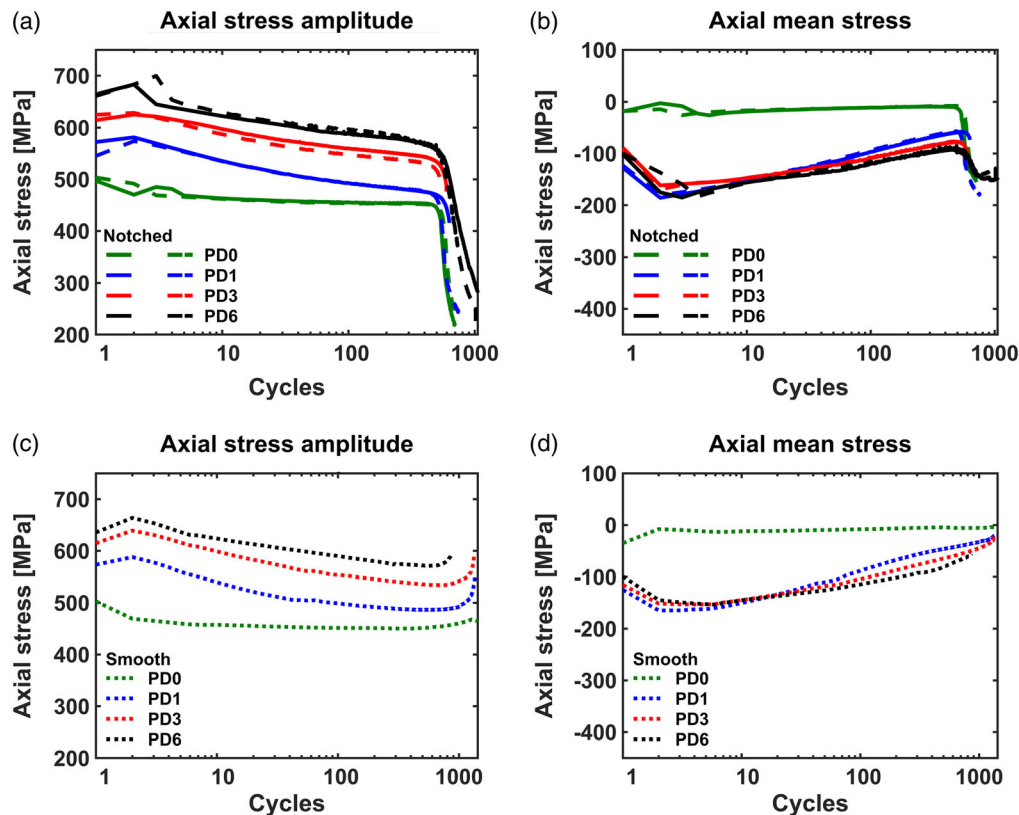 (a)
Axial stress amplitude
Axial stress [MPa]
700
600
500
400
300
200
Notched
PD0
PD1
PD3
PD6
1
10
100
1000
Cycles
(b)
Axial mean stress
Axial stress [MPa]
100
0
-100
-200
-300
-400
Notched
PD0
PD1
PD3
PD6
1
10
100
1000
Cycles
(c)
Axial stress amplitude
Axial stress [MPa]
700
600
500
400
300
200
Smooth
PD0
PD1
PD3
PD6
1
10
100
1000
Cycles
(d)
Axial mean stress
Axial stress [MPa]
100
0
-100
-200
-300
-400
Smooth
PD0
PD1
PD3
PD6
1
10
100
1000
Cycles